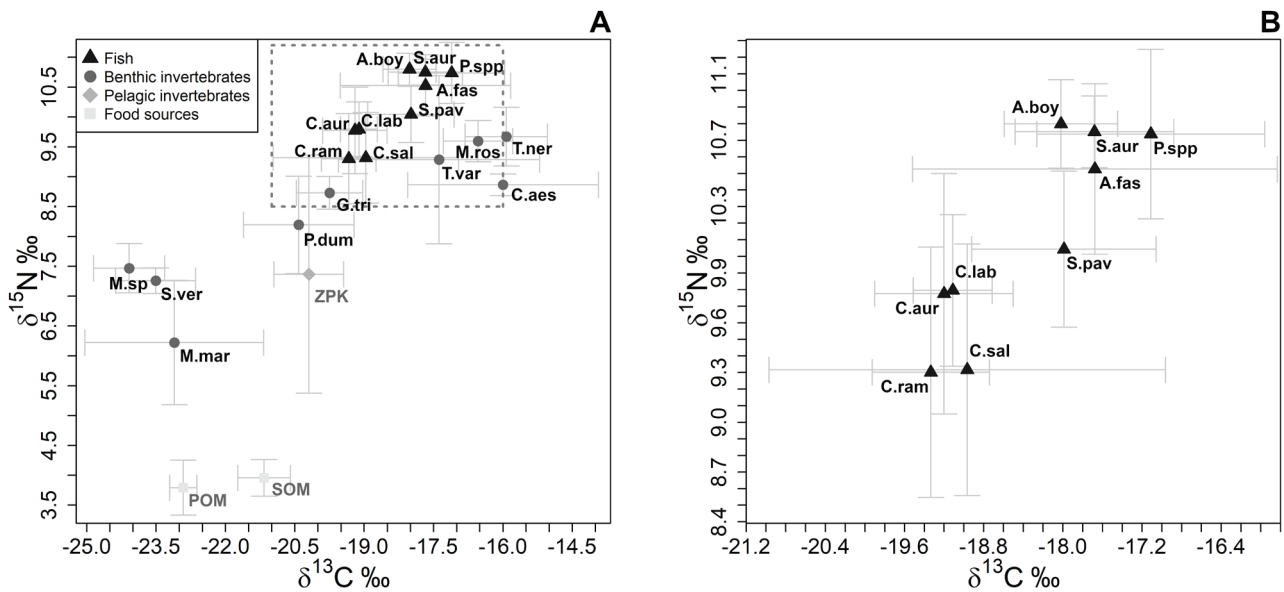 A
Fish
Benthic invertebrates
Pelagic invertebrates
Food sources
A.boy
S.aur
P.spp
A.fas
S.pav
C.aur
C.lab
C.ram
C.sal
M.ros
T.ner
T.var
C.aes
G.tri
P.dum
M.sp
S.ver
ZPK
M.mar
POM
SOM
δ15N ‰
10.5
9.5
8.5
7.5
6.5
5.5
4.5
3.5
-25.0 -23.5 -22.0 -20.5 -19.0 -17.5 -16.0 -14.5
δ13C ‰
B
A.boy
S.aur
P.spp
A.fas
S.pav
C.lab
C.aur
C.sal
C.ram
δ15N ‰
11.1
10.7
10.3
9.9
9.6
9.3
9.0
8.7
8.4
-21.2 -20.4 -19.6 -18.8 -18.0 -17.2 -16.4
δ13C ‰